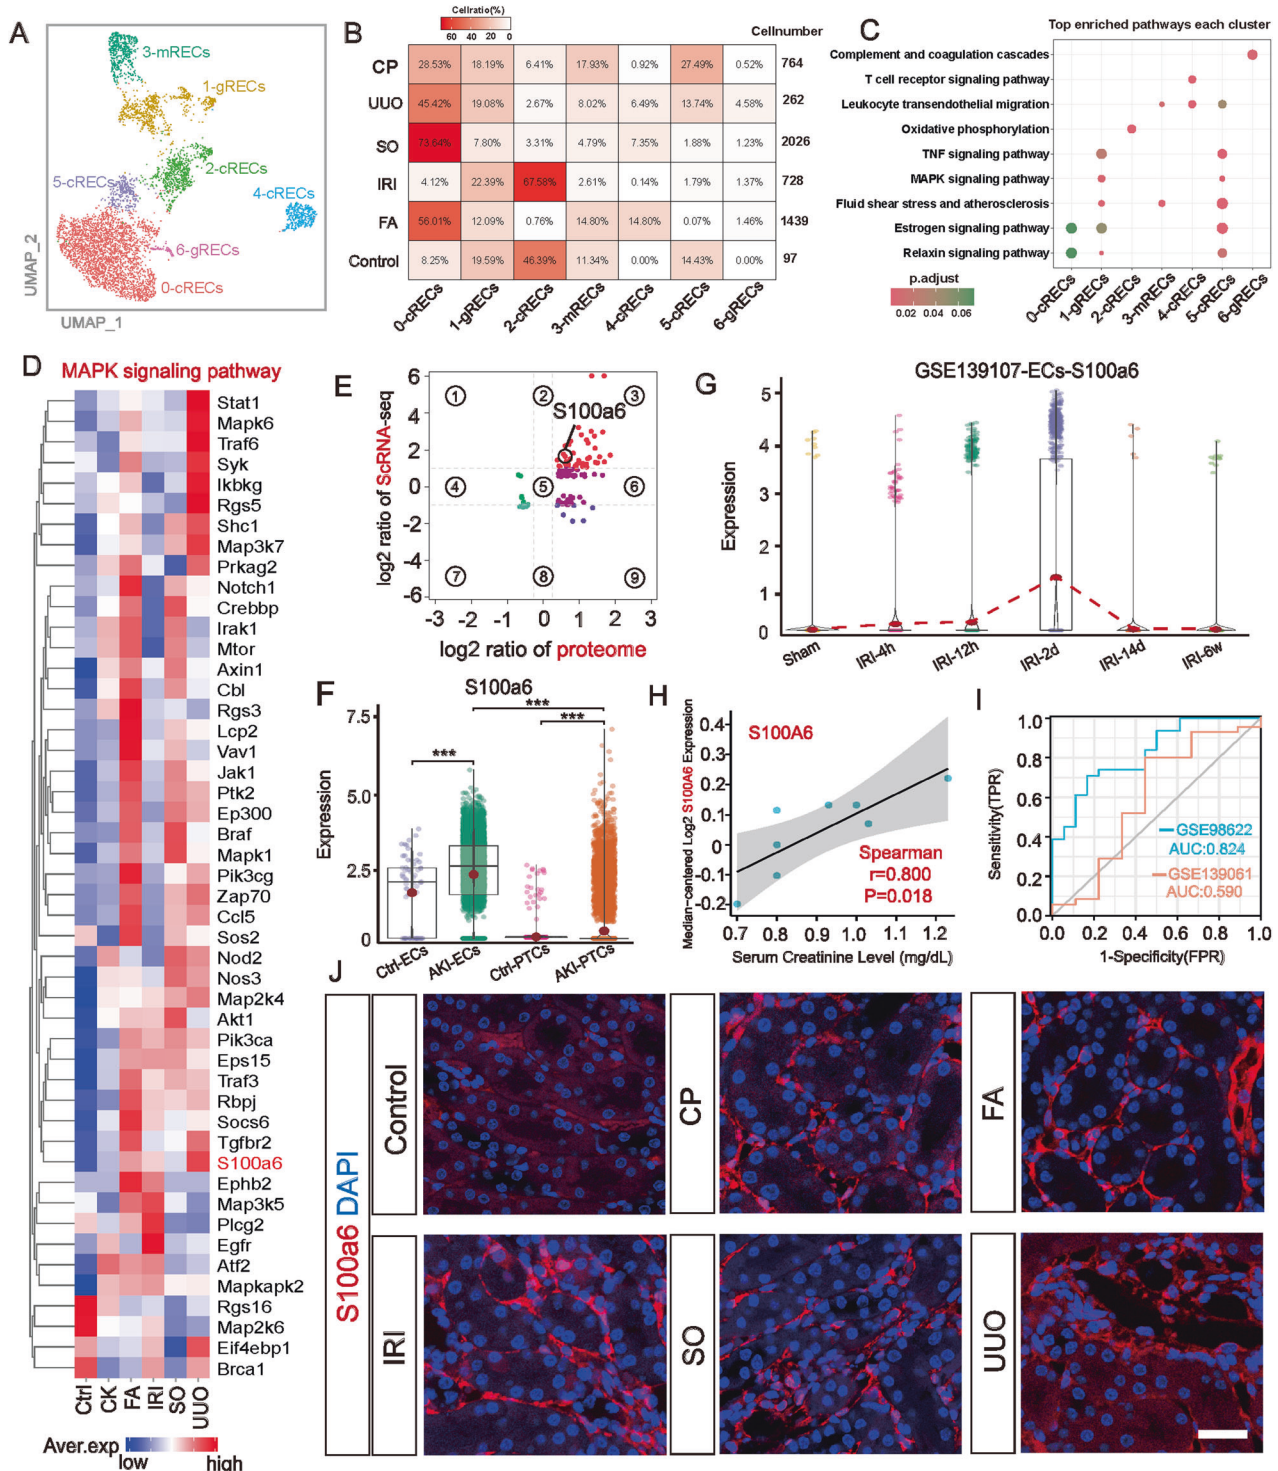 A
3-mRECs
1-gRECs
2-cRECs
5-cRECs
4-cRECs
6-gRECs
0-cRECs
UMAP_2
UMAP_1
B
Cellratio(%)
60 40 20 0
Cellnumber
CP 28.53% 18.19% 6.41% 17.93% 0.92% 27.49% 0.52% 764
UUO 45.42% 19.08% 2.67% 8.02% 6.49% 13.74% 4.58% 262
SO 73.64% 7.80% 3.31% 4.79% 7.35% 1.88% 1.23% 2026
IRI 4.12% 22.39% 67.58% 2.61% 0.14% 1.79% 1.37% 728
FA 56.01% 12.09% 0.76% 14.80% 14.80% 0.07% 1.46% 1439
Control 8.25% 19.59% 46.39% 11.34% 0.00% 14.43% 0.00% 97
0-cRECs 1-gRECs 2-cRECs 3-mRECs 4-cRECs 5-cRECs 6-gRECs
C
Top enriched pathways each cluster
Complement and coagulation cascades
T cell receptor signaling pathway
Leukocyte transendothelial migration
Oxidative phosphorylation
TNF signaling pathway
MAPK signaling pathway
Fluid shear stress and atherosclerosis
Estrogen signaling pathway
Relaxin signaling pathway
p.adjust
0.02 0.04 0.06
0-cRECs 1-gRECs 2-cRECs 3-mRECs 4-cRECs 5-cRECs 6-gRECs
D
MAPK signaling pathway
Stat1
Mapk6
Traf6
Syk
Ikbkg
Rgs5
Shc1
Map3k7
Prkag2
Notch1
Crebbp
Irak1
Mtor
Axin1
Cbl
Rgs3
Lcp2
Vav1
Jak1
Ptk2
Ep300
Braf
Mapk1
Pik3cg
Zap70
Ccl5
Sos2
Nod2
Nos3
Map2k4
Akt1
Pik3ca
Eps15
Traf3
Rbpj
Socs6
Tgfbr2
S100a6
Ephb2
Map3k5
Plcg2
Egfr
Atf2
Mapkapk2
Rgs16
Map2k6
Eif4ebp1
Brca1
Ctrl CK FA IRI SO UUO
Aver.exp
low high
E
log2 ratio of ScRNA-seq
6
4
2
0
-2
-4
-6
1 2 3
S100a6
4 5 6
7 8 9
-3 -2 -1 0 1 2 3
log2 ratio of proteome
F
S100a6
*** ***
***
Expression
7.5
5.0
2.5
0
Ctrl-ECs AKI-ECs Ctrl-PTCs AKI-PTCs
G
GSE139107-ECs-S100a6
Expression
5
4
3
2
1
0
Sham IRI-4h IRI-12h IRI-2d IRI-14d IRI-6w
H
Median-centered Log2 S100A6 Expression
0.4
0.3
0.2
0.1
0
-0.1
-0.2
S100A6
Spearman
r=0.800
P=0.018
0.7 0.8 0.9 1.0 1.1 1.2
Serum Creatinine Level (mg/dL)
I
Sensitivity(TPR)
1.0
0.8
0.6
0.4
0.2
0.0
GSE98622
AUC:0.824
GSE139061
AUC:0.590
0.0 0.2 0.4 0.6 0.8 1.0
1-Specificity(FPR)
J
S100a6 DAPI
Control
CP
FA
IRI
SO
UUO